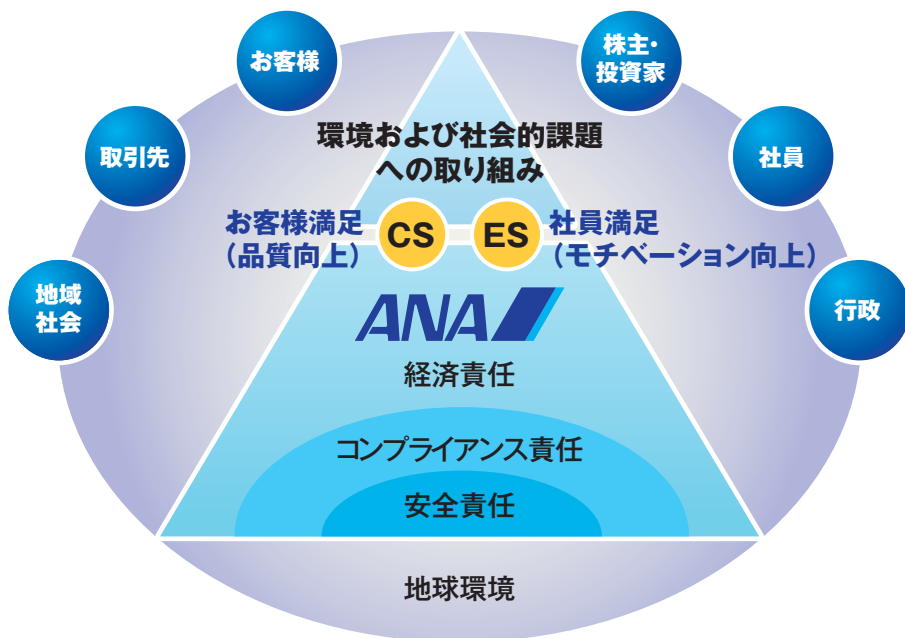 お客様
株主・
投資家
取引先
社員
環境および社会的課題
への取り組み
お客様満足
(品質向上)
CS
ES
社員満足
(モチベーション向上)
地域
社会
行政
ANA
経済責任
コンプライアンス責任
安全責任
地球環境